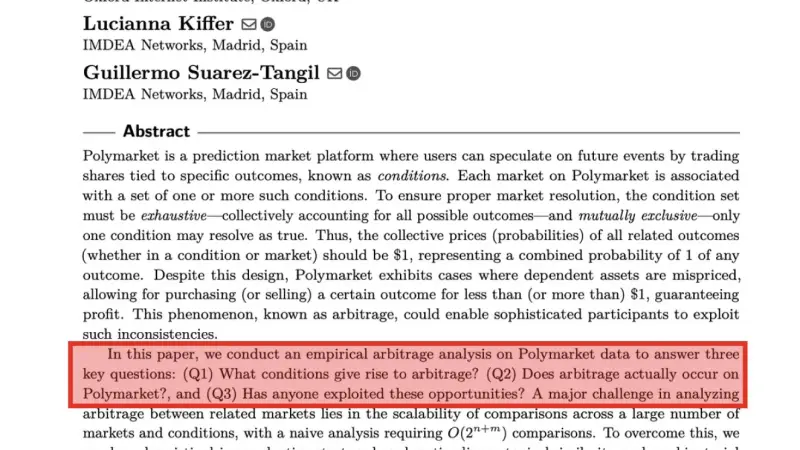 Lucianna Kiffer
IMDEA Networks, Madrid, Spain
Guillermo Suarez-Tangil
IMDEA Networks, Madrid, Spain
Abstract
Polymarket is a prediction market platform where users can speculate on future events by trading
shares tied to specific outcomes, known as conditions. Each market on Polymarket is associated
with a set of one or more such conditions. To ensure proper market resolution, the condition set
must be exhaustive—collectively accounting for all possible outcomes—and mutually exclusive—only
one condition may resolve as true. Thus, the collective prices (probabilities) of all related outcomes
(whether in a condition or market) should be $1, representing a combined probability of 1 of any
outcome. Despite this design, Polymarket exhibits cases where dependent assets are mispriced,
allowing for purchasing (or selling) a certain outcome for less than (or more than) $1, guaranteeing
profit. This phenomenon, known as arbitrage, could enable sophisticated participants to exploit
such inconsistencies.
In this paper, we conduct an empirical arbitrage analysis on Polymarket data to answer three
key questions: (Q1) What conditions give rise to arbitrage? (Q2) Does arbitrage actually occur on
Polymarket?, and (Q3) Has anyone exploited these opportunities? A major challenge in analyzing
arbitrage between related markets lies in the scalability of comparisons across a large number of
markets and conditions, with a naive analysis requiring O(2ⁿ⁺ᵐ) comparisons. To overcome this, we